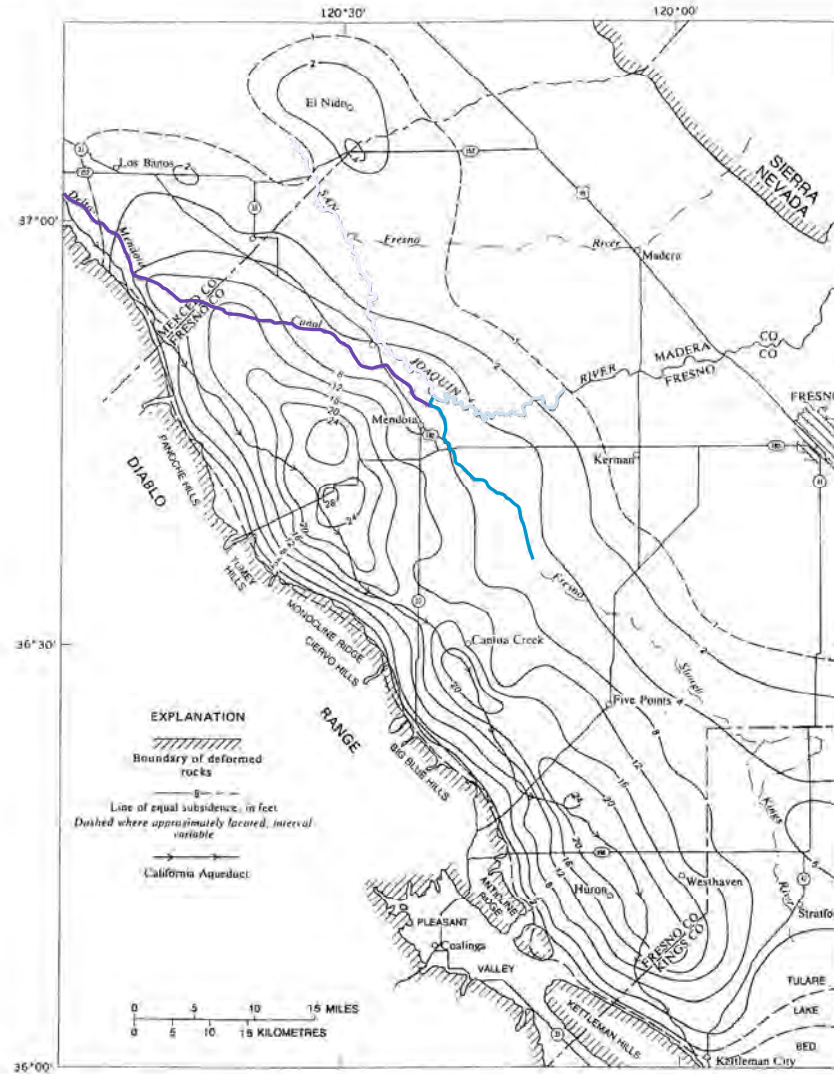 120°30'
120°00'
El Nido
Los Banos
SIERRA
NEVADA
SAN
Delta
37°00'
Mendota
Fresno
River
Madera
MERCED CO
FRESNO CO
Canal
JOAQUIN
RIVER
MADERA
CO
FRESNO
CO
FRESNO
Mendota
Kerman
PANOCHE HILLS
DIABLO
TUMEY
HILLS
Fresno
MONOCLINE RIDGE
CIERVO HILLS
36°30'
Cantua Creek
Slough
Five Points
RANGE
BIG BLUE HILLS
EXPLANATION
Boundary of deformed
rocks
8
Line of equal subsidence, in feet
Dashed where approximately located, interval
variable
California Aqueduct
Kings
River
Huron
Westhaven
ANTICLINE
RIDGE
Stratfo
PLEASANT
Coalinga
VALLEY
FRESNO CO
KINGS CO
TULARE
LAKE
BED
KETTLEMAN HILLS
Kettleman City
0 5 10 15 MILES
0 5 10 15 KILOMETRES